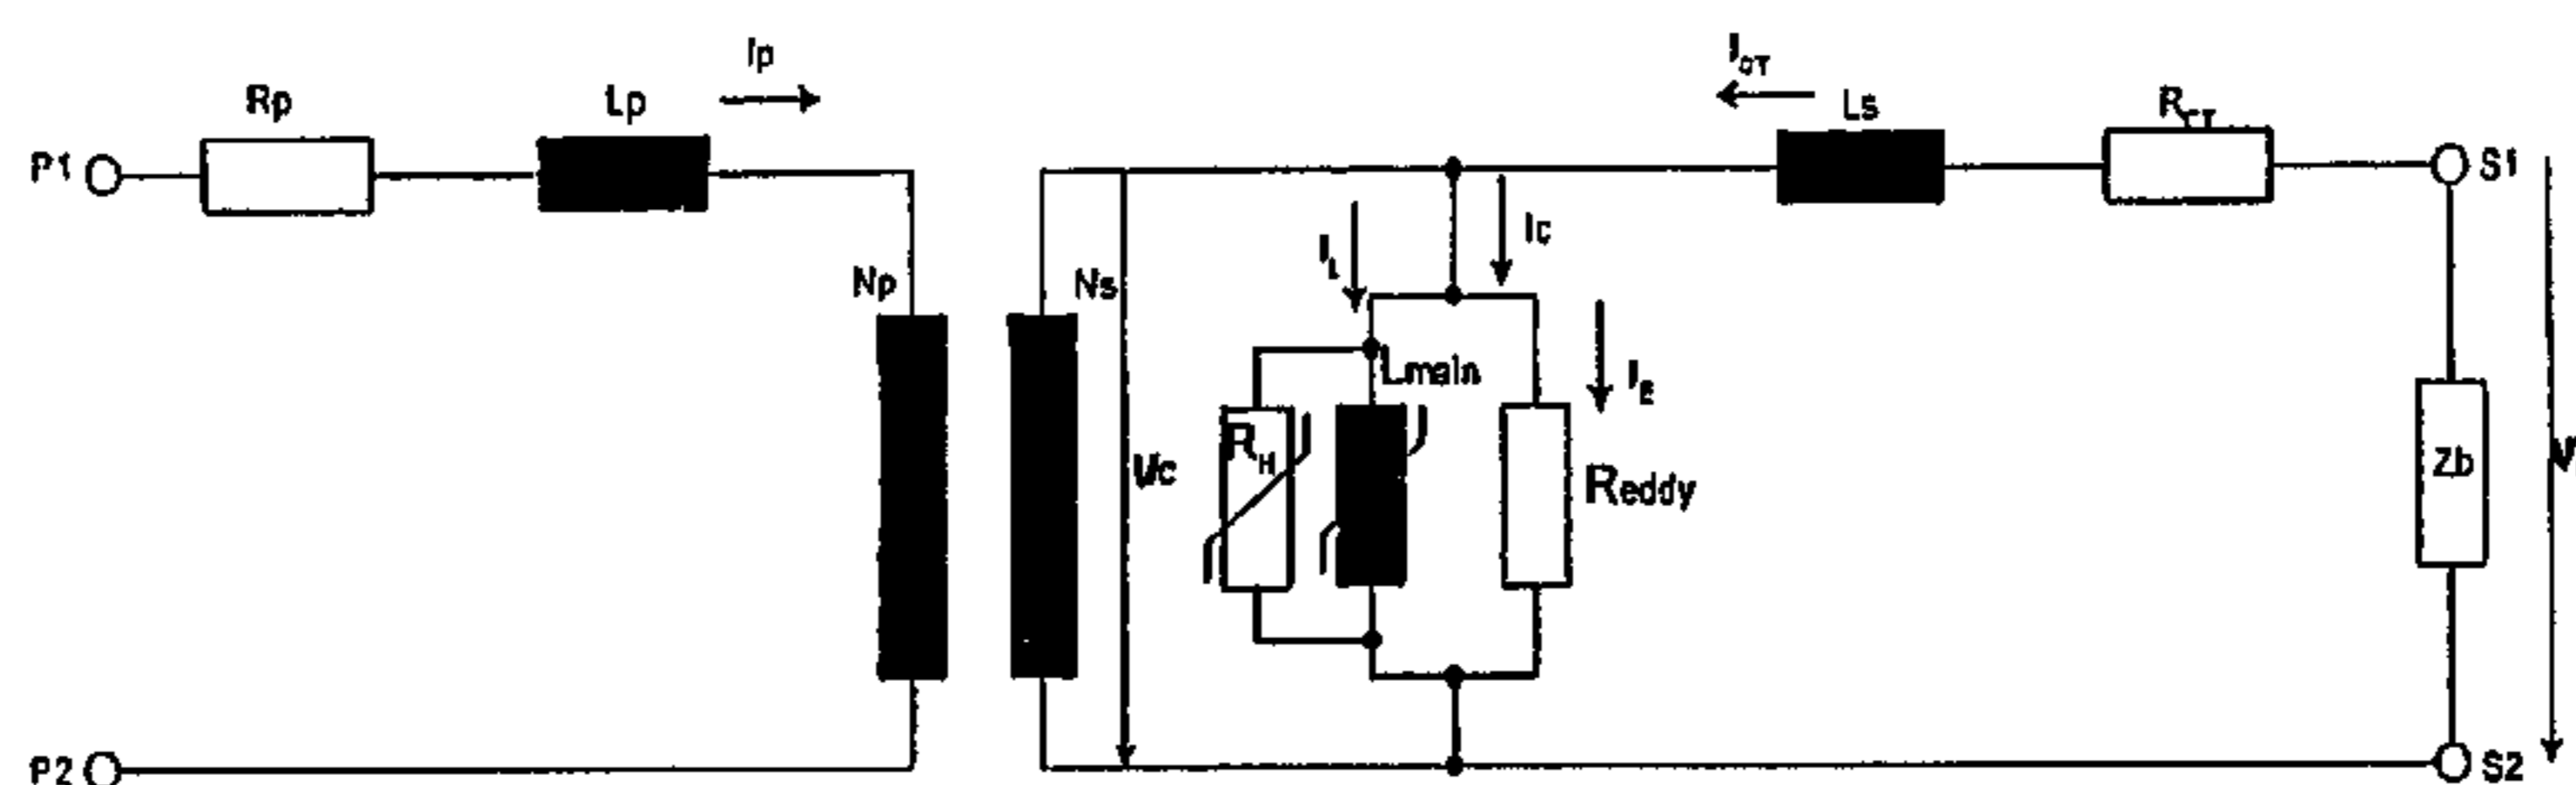 P1
Rp
Lp
Ip
Np
Ns
P2
Vc
IL
Ic
Lmain
RH
IE
Reddy
ICT
Ls
RCT
S1
Zb
S2